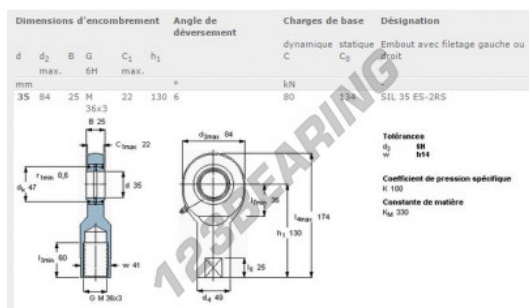 Dimensions d'encombrement Angle de déversement Charges de base Désignation
dynamique statique Embout avec filetage gauche ou droit
d d2 max. B G 6H C1 max. h1 C C0
mm ° kN -
35 84 25 M 36x3 22 130 6 80 134 SIL 35 ES-2RS
B 25
C1max 22
r1min 0,6
dk 47
d 35
l3min 60
w 41
G M 36x3
d2max 84
l7min 35
l4max 174
h1 130
l5 25
d4 49
Tolérances
d2 6H
w h14
Coefficient de pression spécifique
K 100
Constante de matière
KM 330
123BEARING